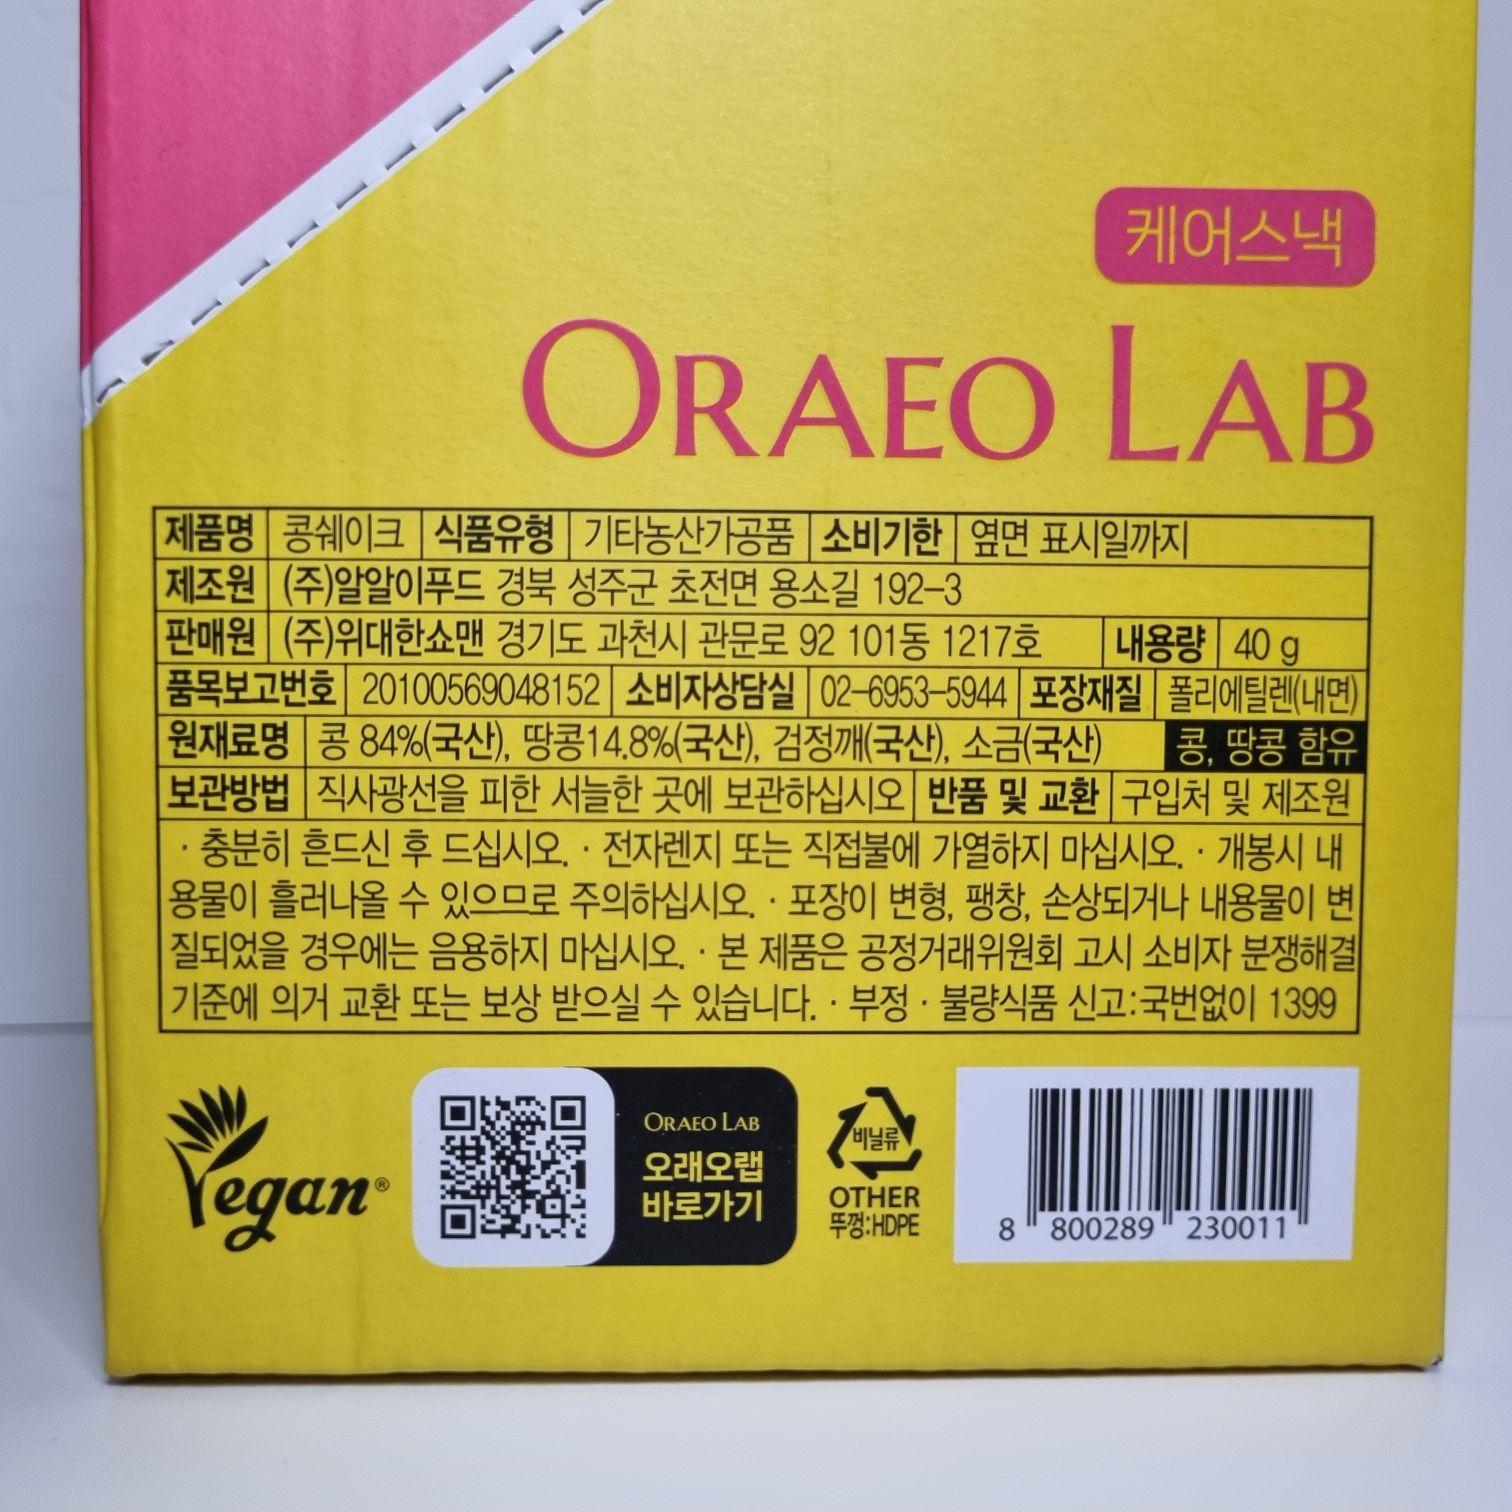 케어스낵
ORAEO LAB
제품명 콩쉐이크 식품유형 기타농산가공품 소비기한 옆면 표시일까지
제조원 (주)알알이푸드 경북 성주군 초전면 용소길 192-3
판매원 (주)위대한쇼맨 경기도 과천시 관문로 92 101동 1217호 내용량 40 g
품목보고번호 20100569048152 소비자상담실 02-6953-5944 포장재질 폴리에틸렌(내면)
원재료명 콩 84%(국산), 땅콩14.8%(국산), 검정깨(국산), 소금(국산) 콩, 땅콩 함유
보관방법 직사광선을 피한 서늘한 곳에 보관하십시오 반품 및 교환 구입처 및 제조원
· 충분히 흔드신 후 드십시오. · 전자렌지 또는 직접불에 가열하지 마십시오. · 개봉시 내
용물이 흘러나올 수 있으므로 주의하십시오. · 포장이 변형, 팽창, 손상되거나 내용물이 변
질되었을 경우에는 음용하지 마십시오. · 본 제품은 공정거래위원회 고시 소비자 분쟁해결
기준에 의거 교환 또는 보상 받으실 수 있습니다. · 부정 · 불량식품 신고:국번없이 1399
Vegan®
ORAEO LAB
오래오랩
바로가기
비닐류
OTHER
뚜껑:HDPE
8 800289 230011